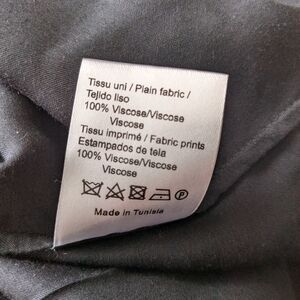 Tissu uni / Plain fabric /
Tejido liso
100% Viscose/Viscose
Viscose
Tissu imprimé / Fabric prints
Estampados de tela
100% Viscose/Viscose
Viscose
P
Made in Tunisia